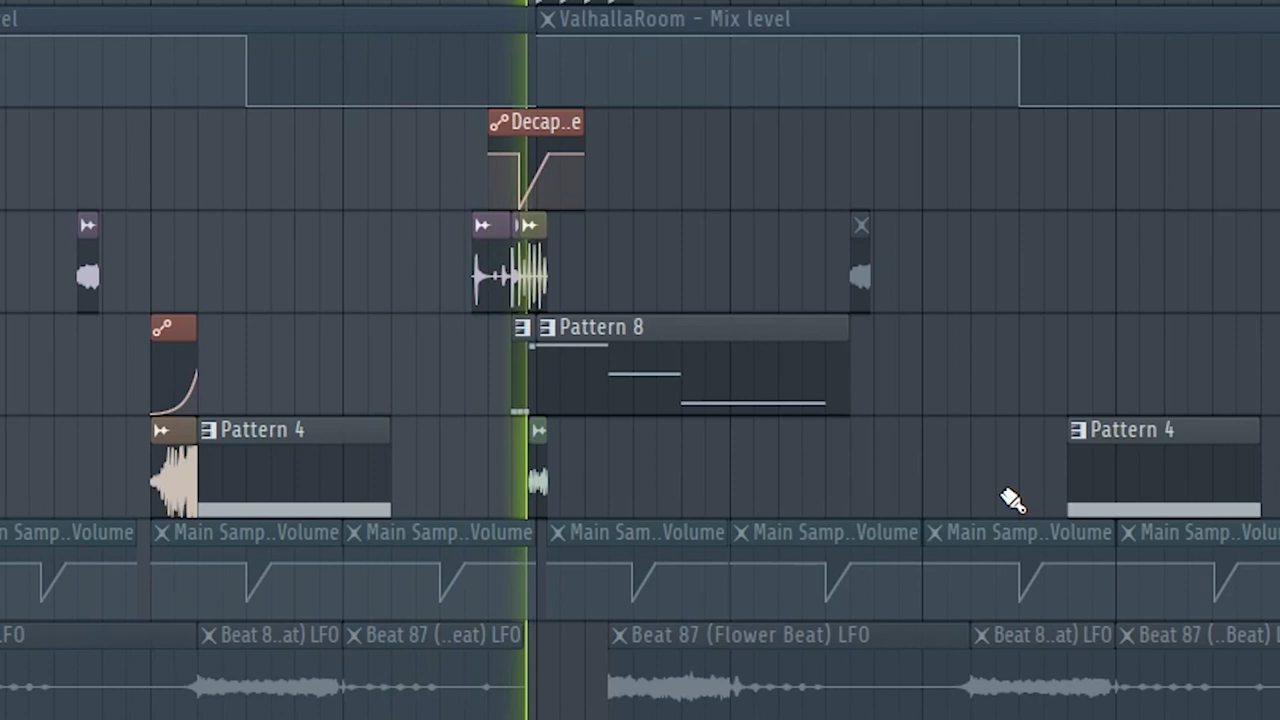 el
ValhallaRoom - Mix level
Decap..e
Pattern 8
Pattern 4
Pattern 4
n Samp..Volume
Main Samp..Volume
Main Samp..Volume
Main Sam..Volume
Main Samp..Volume
Main Samp..Volume
Main Samp..Volu
LFO
Beat 8..at) LFO
Beat 87 (..eat) LFO
Beat 87 (Flower Beat) LFO
Beat 8..at) LFO
Beat 87 (..Beat) L